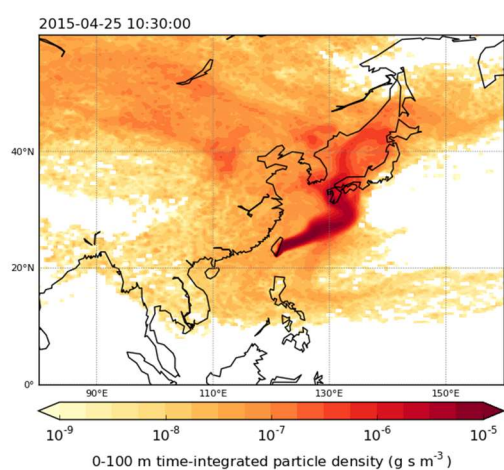 2015-04-25 10:30:00
40°N
20°N
0°
90°E 110°E 130°E 150°E
10⁻⁹ 10⁻⁸ 10⁻⁷ 10⁻⁶ 10⁻⁵
0-100 m time-integrated particle density (g s m⁻³)